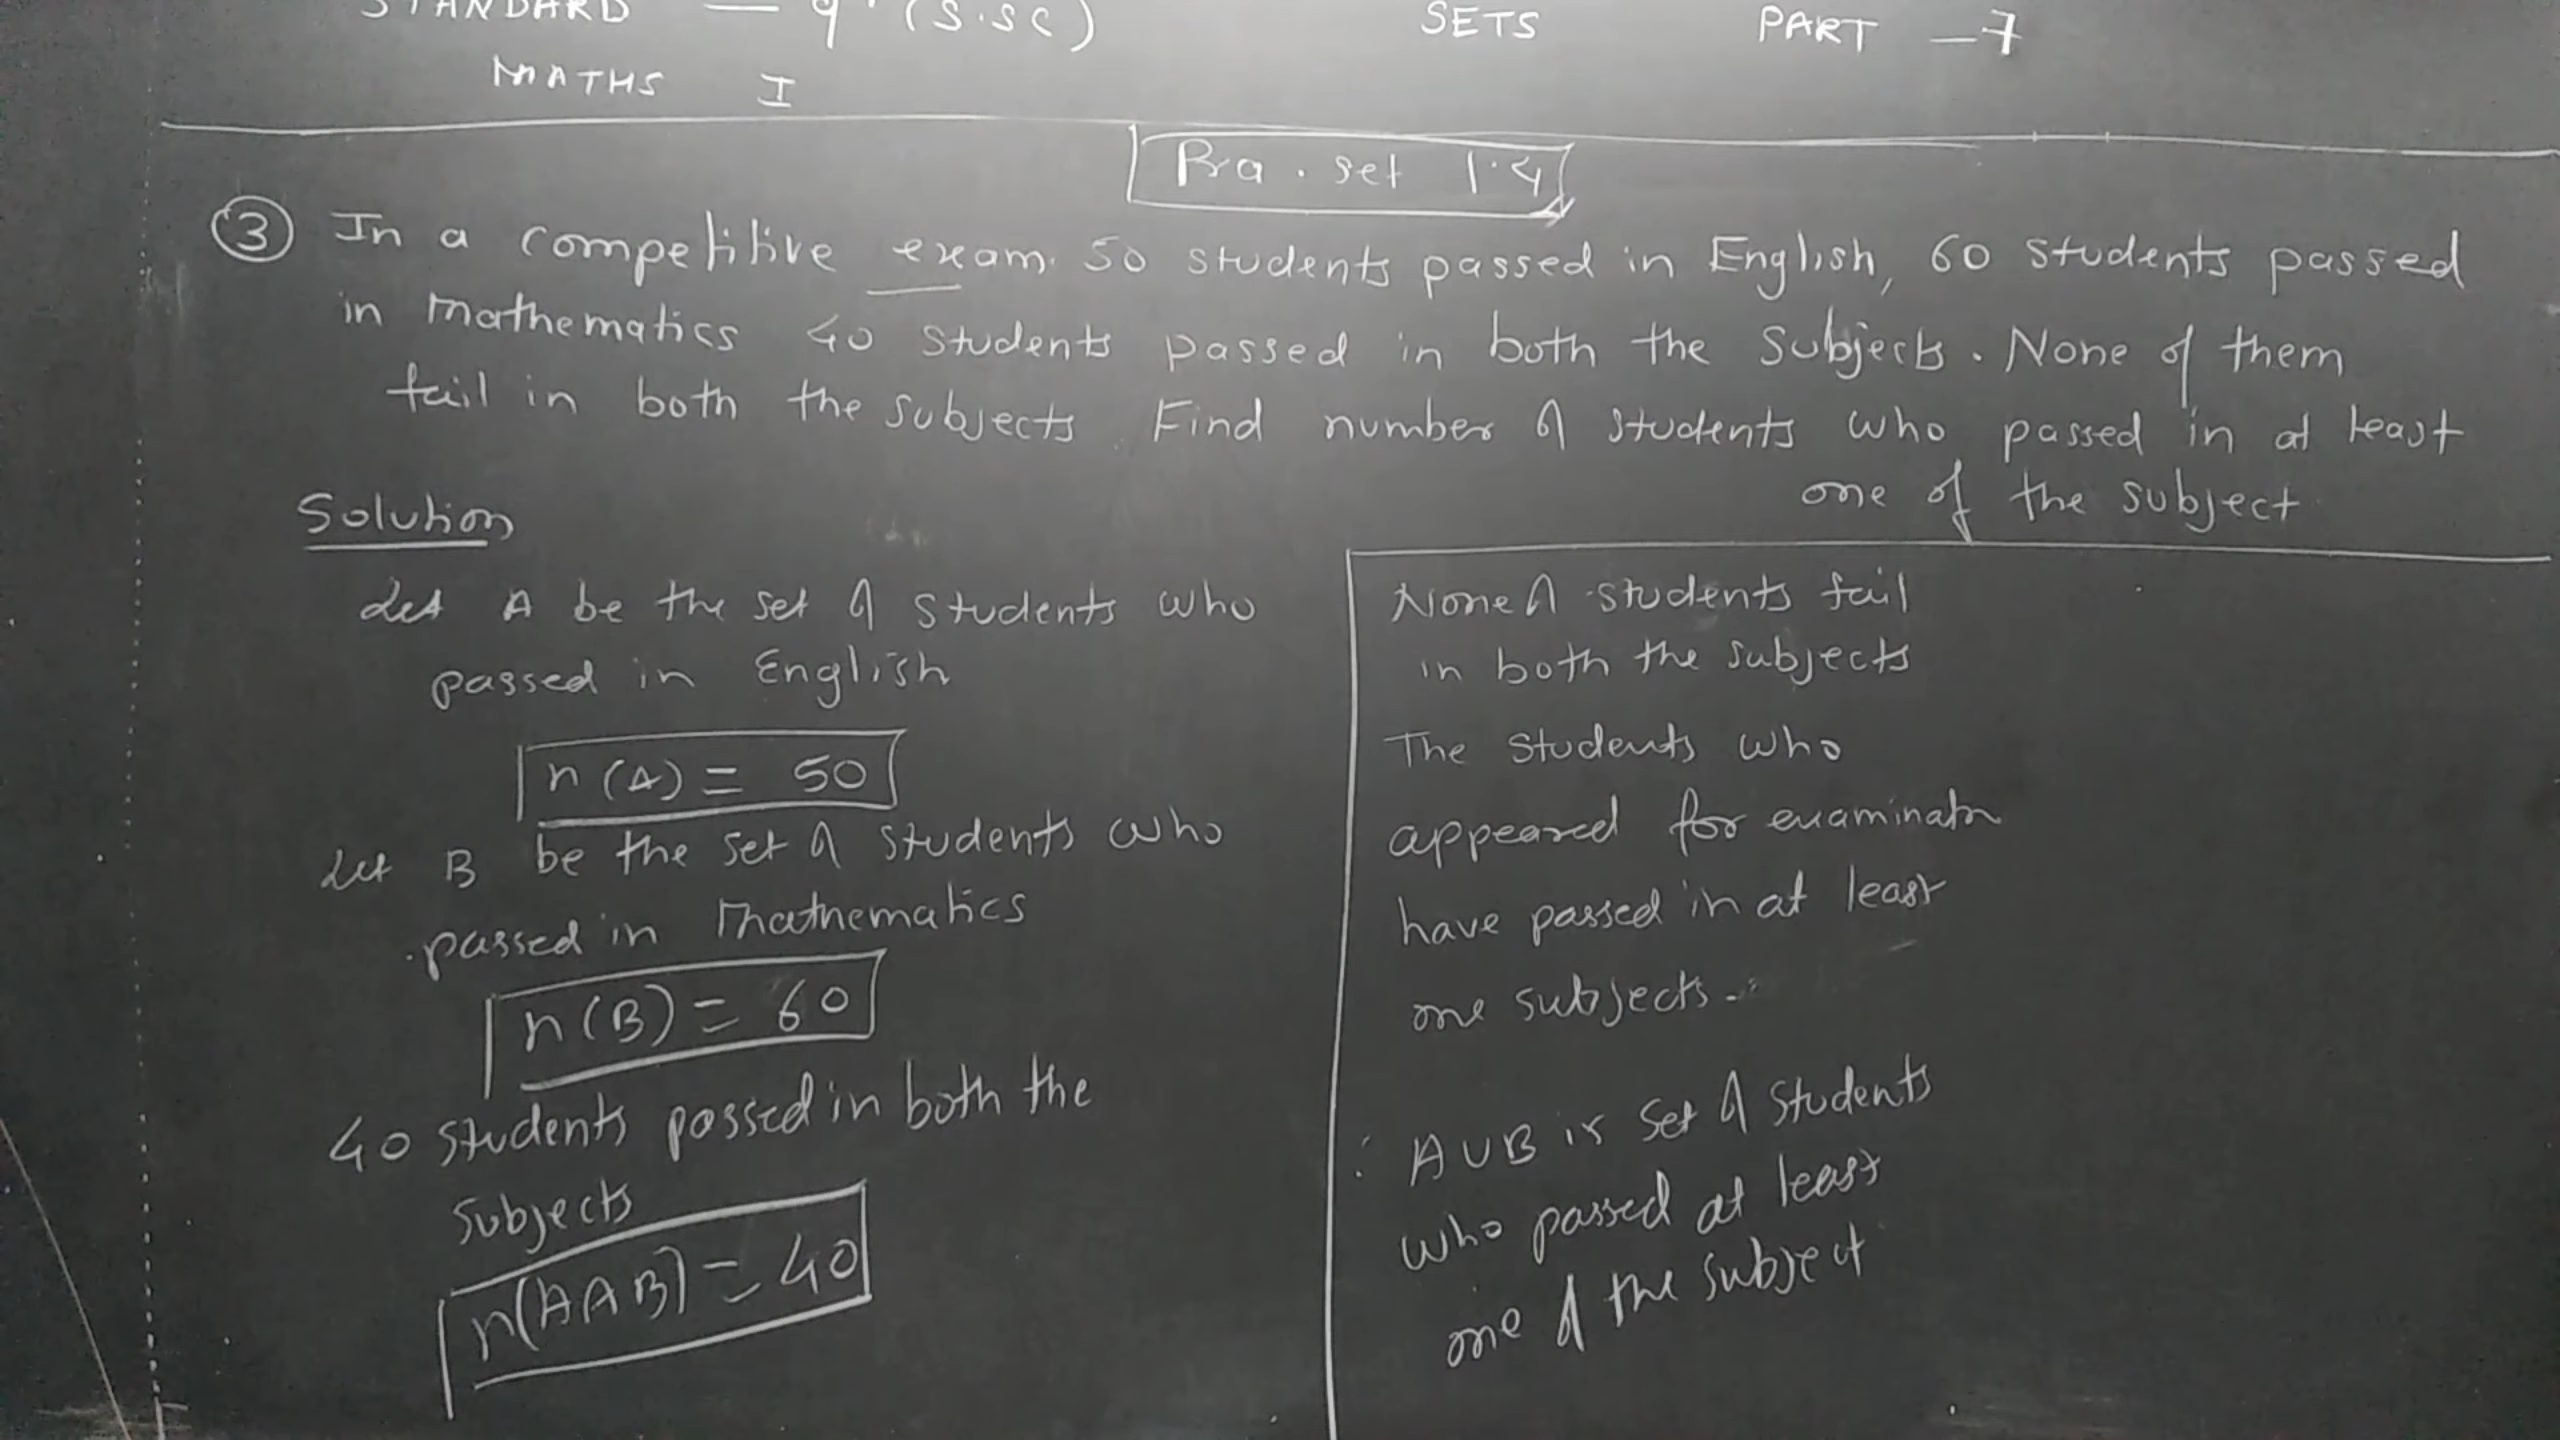 STANDARD — 9 (S.SC) SETS PART -7
MATHS I
Pra. set 1.4
③ In a competitive exam. 50 students passed in English, 60 students passed
in mathematics 40 students passed in both the subjects. None of them
fail in both the subjects. Find number of students who passed in at least
one of the subject
Solution
Let A be the set of students who
passed in English
n(A) = 50
Let B be the set of students who
passed in Mathematics
n(B) = 60
40 students passed in both the
subjects
n(A∩B) = 40
None of students fail
in both the subjects
The students who
appeared for examinatn
have passed in at least
one subjects.
∴ A∪B is set of students
who passed at least
one of the subject